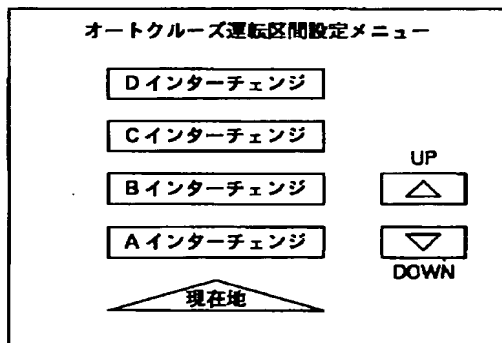 オートクルーズ運転区間設定メニュー
Dインターチェンジ
Cインターチェンジ
UP
Bインターチェンジ
Aインターチェンジ
DOWN
現在地